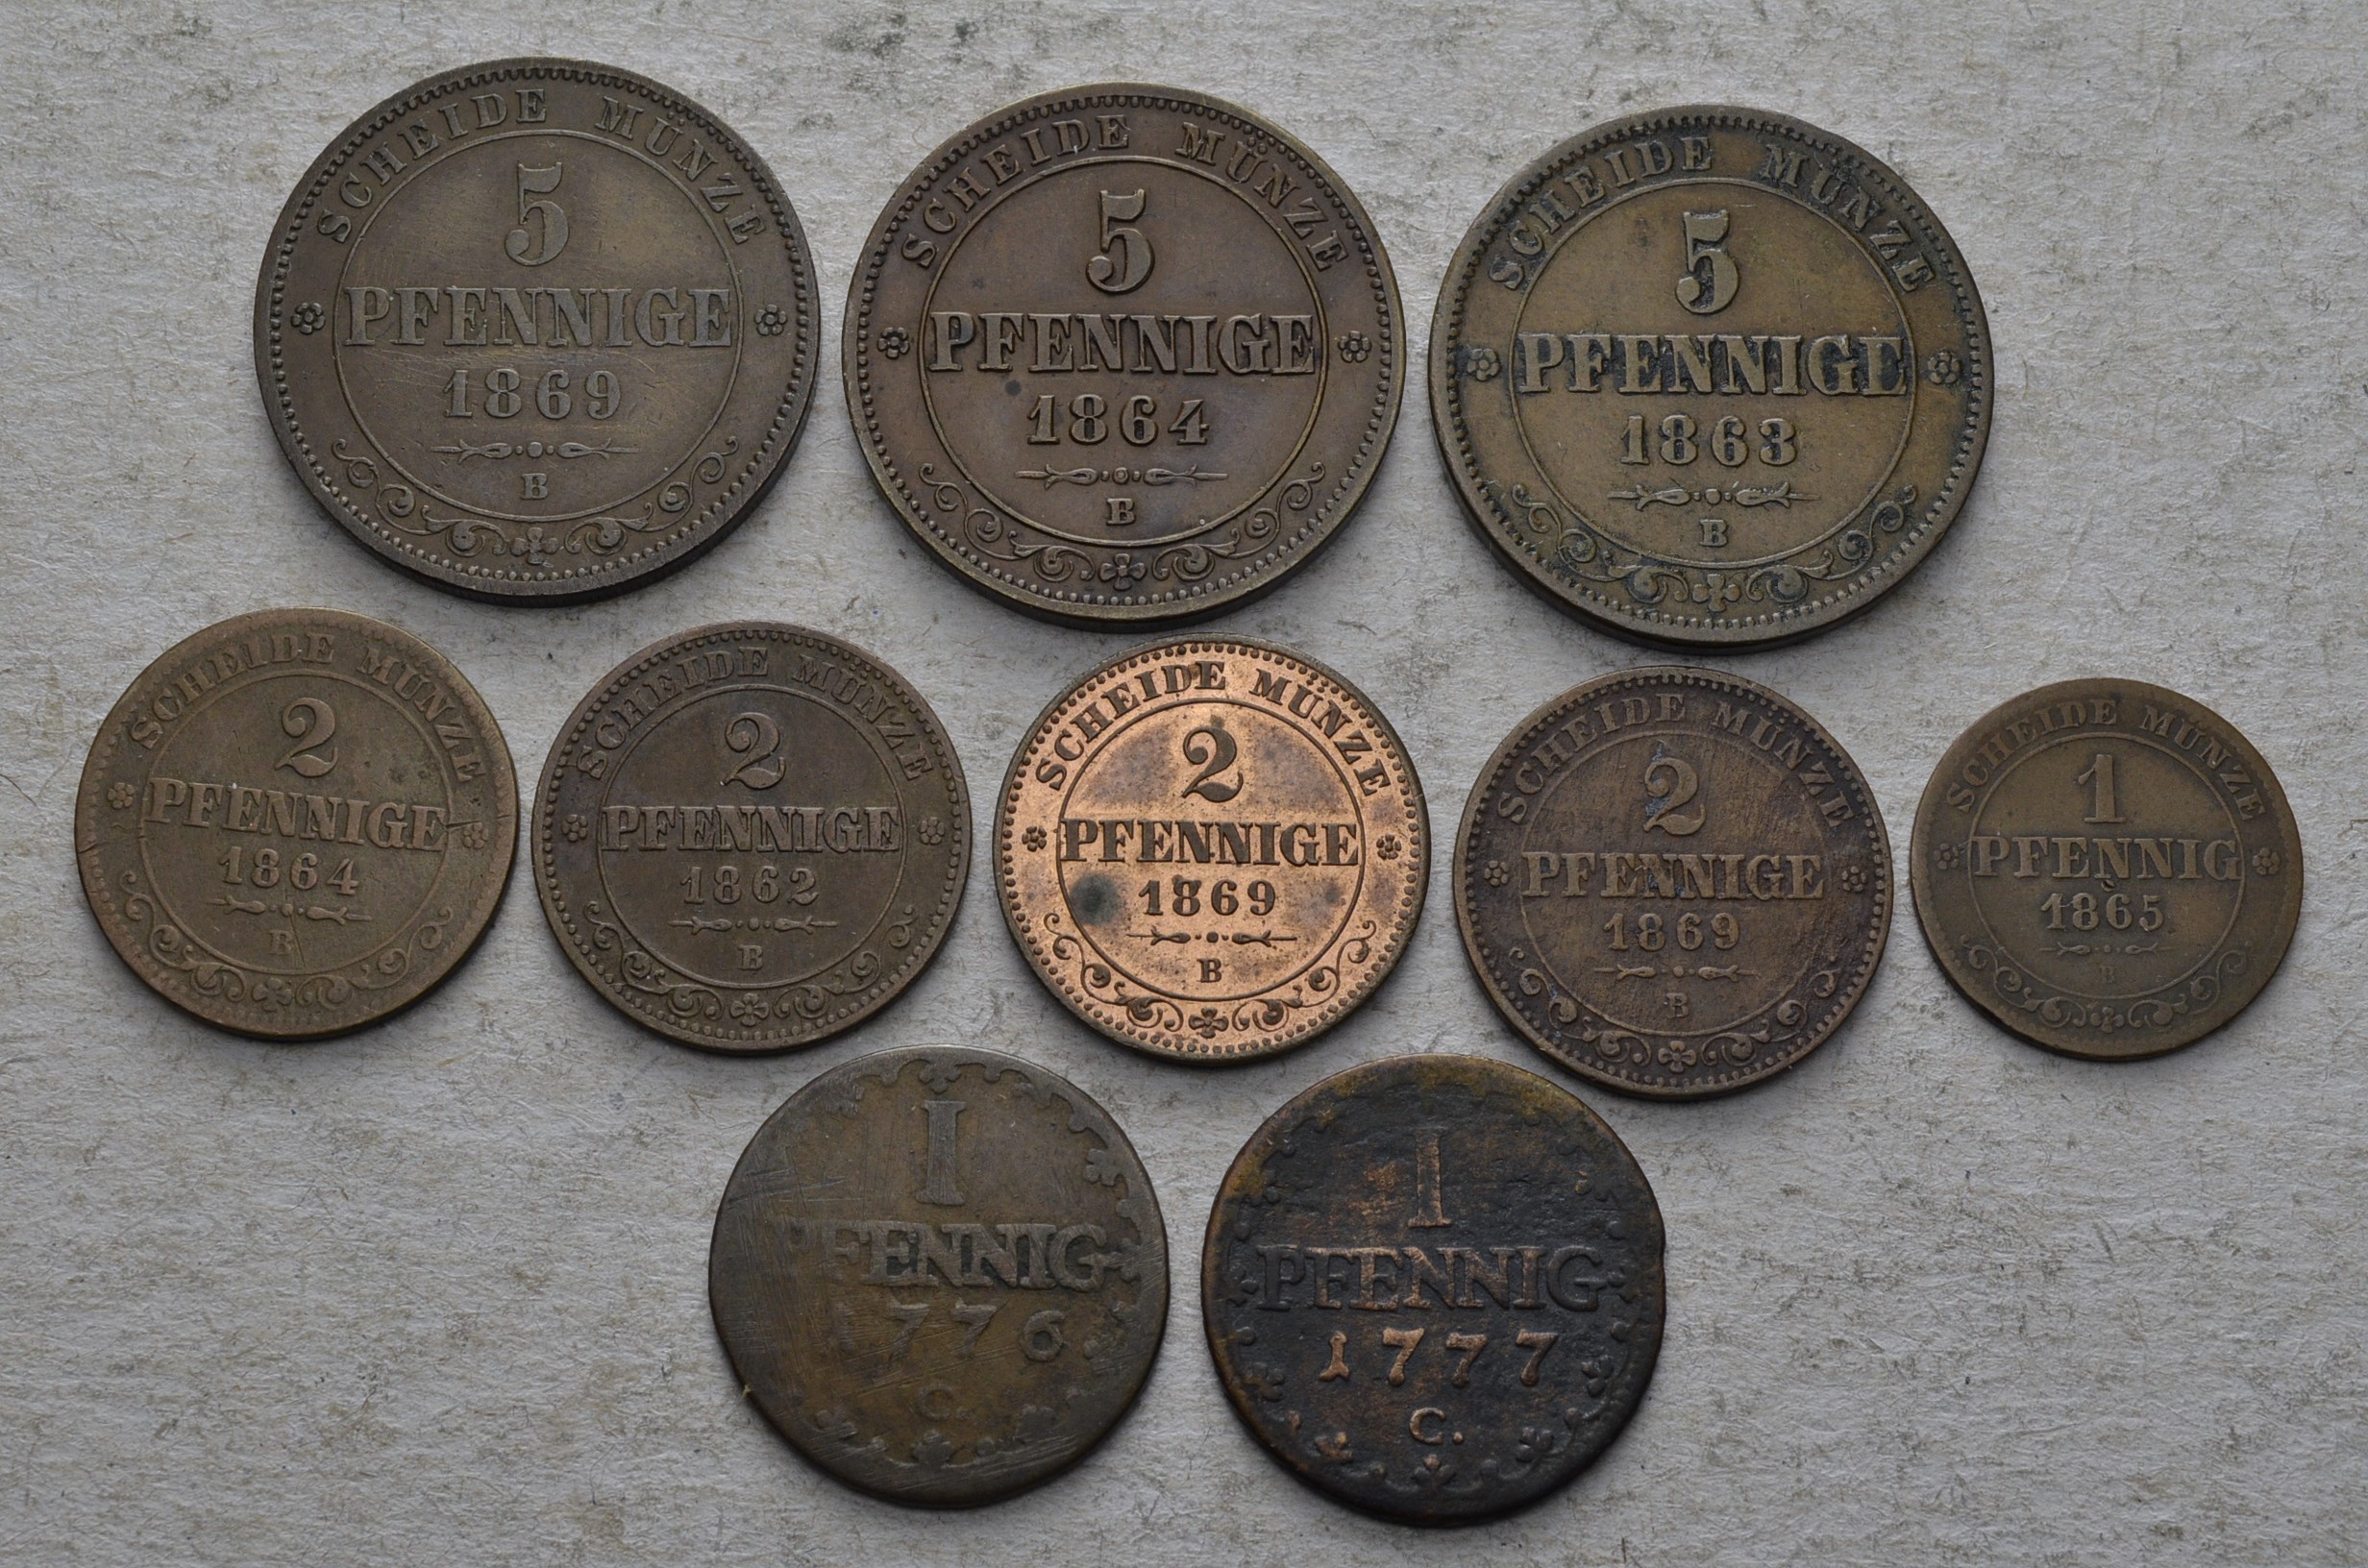 SCHEIDE MÜNZE
5
PFENNIGE
1869
B
SCHEIDE MÜNZE
5
PFENNIGE
1864
B
SCHEIDE MÜNZE
5
PFENNIGE
1863
B
SCHEIDE MÜNZE
2
PFENNIGE
1864
B
SCHEIDE MÜNZE
2
PFENNIGE
1862
B
SCHEIDE MÜNZE
2
PFENNIGE
1869
B
SCHEIDE MÜNZE
2
PFENNIGE
1869
B
SCHEIDE MÜNZE
1
PFENNIG
1865
B
I
PFENNIG
1776
C.
I
PFENNIG
1777
C.